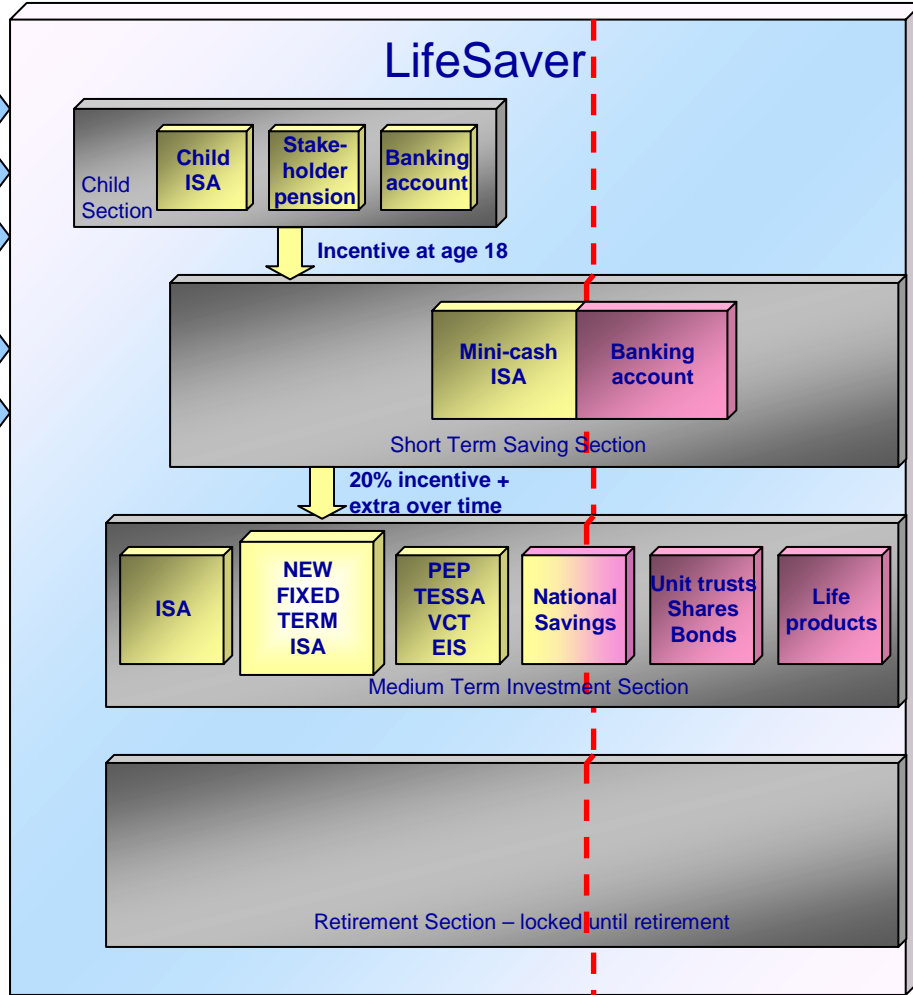 LifeSaver
Child
ISA
Stake-
holder
pension
Banking
account
Child
Section
Incentive at age 18
Mini-cash
ISA
Banking
account
Short Term Saving Section
20% incentive +
extra over time
ISA
NEW
FIXED
TERM
ISA
PEP
TESSA
VCT
EIS
National
Savings
Unit trusts
Shares
Bonds
Life
products
Medium Term Investment Section
Retirement Section – locked until retirement